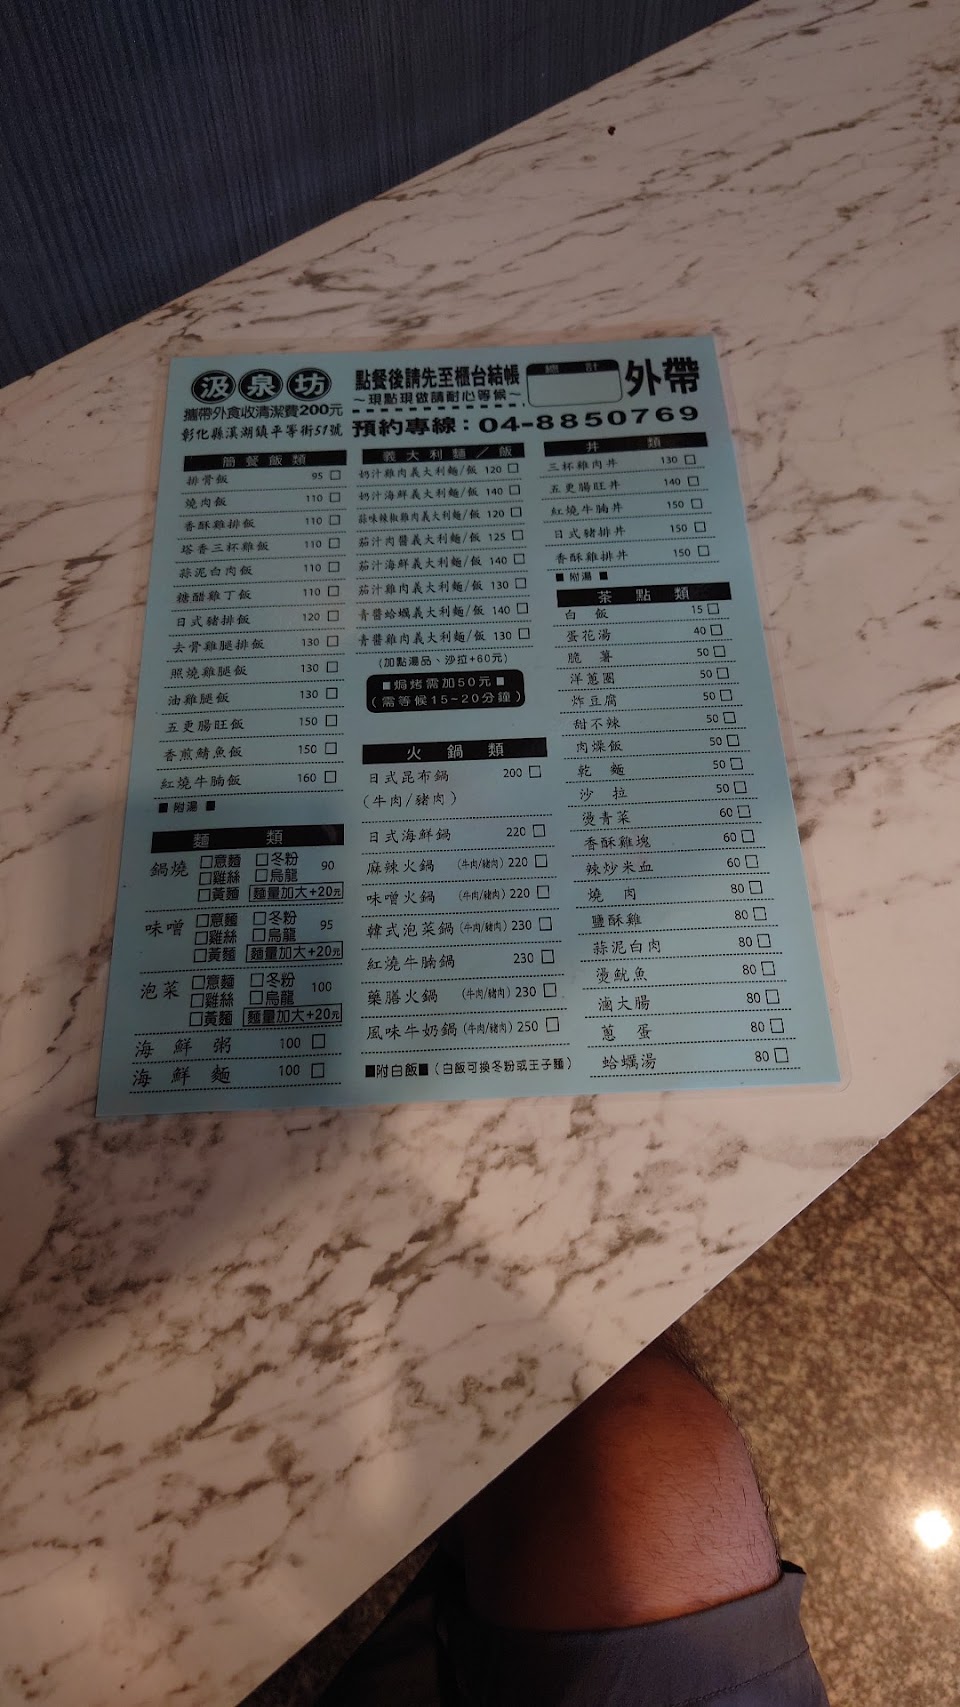 汲泉坊
攜帶外食收清潔費200元
彰化縣溪湖鎮平等街51號
點餐後請先至櫃台結帳
～現點現做請耐心等候～
總計
外帶
預約專線：04-8850769
簡餐飯類
排骨飯 95 □
燒肉飯 110 □
香酥雞排飯 110 □
塔香三杯雞飯 110 □
蒜泥白肉飯 110 □
糖醋雞丁飯 110 □
日式豬排飯 120 □
去骨雞腿排飯 130 □
照燒雞腿飯 130 □
油雞腿飯 130 □
五更腸旺飯 150 □
香煎鯖魚飯 150 □
紅燒牛腩飯 160 □
■附湯■
麵類
鍋燒 □意麵 □冬粉 90
□雞絲 □烏龍
□黃麵 麵量加大+20元
味噌 □意麵 □冬粉 95
□雞絲 □烏龍
□黃麵 麵量加大+20元
泡菜 □意麵 □冬粉 100
□雞絲 □烏龍
□黃麵 麵量加大+20元
海鮮粥 100 □
海鮮麵 100 □
義大利麵／飯
奶汁雞肉義大利麵/飯 120 □
奶汁海鮮義大利麵/飯 140 □
蒜味辣椒雞肉義大利麵/飯 120 □
茄汁肉醬義大利麵/飯 125 □
茄汁海鮮義大利麵/飯 140 □
茄汁雞肉義大利麵/飯 130 □
青醬蛤蠣義大利麵/飯 140 □
青醬雞肉義大利麵/飯 130 □
(加點湯品、沙拉+60元)
■焗烤需加50元■
(需等候15~20分鐘)
火鍋類
日式昆布鍋 200 □
(牛肉/豬肉)
日式海鮮鍋 220 □
麻辣火鍋 (牛肉/豬肉) 220 □
味噌火鍋 (牛肉/豬肉) 220 □
韓式泡菜鍋 (牛肉/豬肉) 230 □
紅燒牛腩鍋 230 □
藥膳火鍋 (牛肉/豬肉) 230 □
風味牛奶鍋 (牛肉/豬肉) 250 □
■附白飯■ (白飯可換冬粉或王子麵)
丼類
三杯雞肉丼 130 □
五更腸旺丼 140 □
紅燒牛腩丼 150 □
日式豬排丼 150 □
香酥雞排丼 150 □
■附湯■
茶點類
白飯 15 □
蛋花湯 40 □
脆薯 50 □
洋蔥圈 50 □
炸豆腐 50 □
甜不辣 50 □
肉燥飯 50 □
乾麵 50 □
沙拉 50 □
燙青菜 60 □
香酥雞塊 60 □
辣炒米血 60 □
燒肉 80 □
鹽酥雞 80 □
蒜泥白肉 80 □
燙魷魚 80 □
滷大腸 80 □
蔥蛋 80 □
蛤蠣湯 80 □